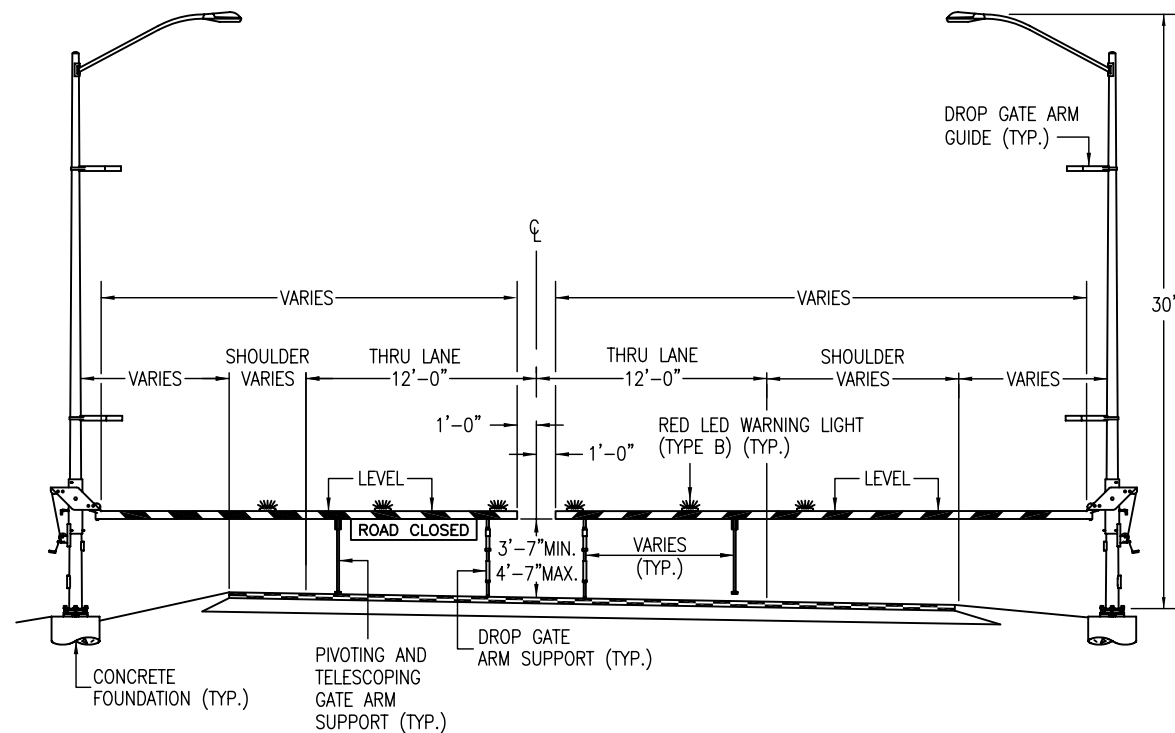 DROP GATE ARM
GUIDE (TYP.)
℄
VARIES
VARIES
30'
SHOULDER
THRU LANE
THRU LANE
SHOULDER
VARIES
VARIES
12'-0"
12'-0"
VARIES
VARIES
1'-0"
RED LED WARNING LIGHT
(TYPE B) (TYP.)
1'-0"
LEVEL
LEVEL
ROAD CLOSED
3'-7"MIN.
4'-7"MAX.
VARIES
(TYP.)
DROP GATE
ARM SUPPORT (TYP.)
PIVOTING AND
TELESCOPING
GATE ARM
SUPPORT (TYP.)
CONCRETE
FOUNDATION (TYP.)